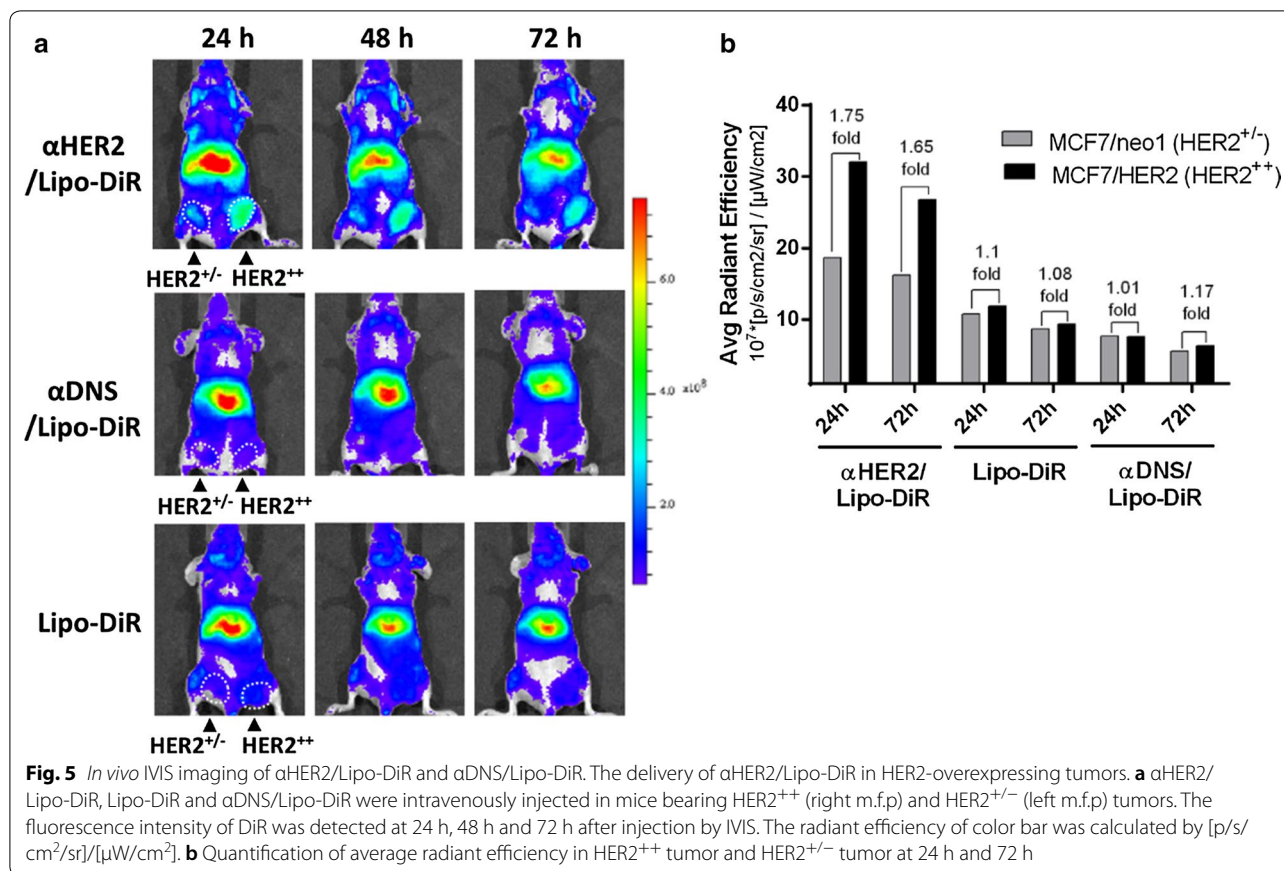 a
24 h 48 h 72 h
αHER2
/Lipo-DiR
HER2+/- HER2++
αDNS
/Lipo-DiR
HER2+/- HER2++
Lipo-DiR
HER2+/- HER2++
6.0
4.0 x10⁸
2.0
b
Avg Radiant Efficiency
10⁷*[p/s/cm2/sr] / [µW/cm2]
40
30
20
10
MCF7/neo1 (HER2+/-)
MCF7/HER2 (HER2++)
1.75
fold
1.65
fold
1.1
fold
1.08
fold
1.01
fold
1.17
fold
24h 72h 24h 72h 24h 72h
αHER2/
Lipo-DiR
Lipo-DiR
αDNS/
Lipo-DiR
Fig. 5 In vivo IVIS imaging of αHER2/Lipo-DiR and αDNS/Lipo-DiR. The delivery of αHER2/Lipo-DiR in HER2-overexpressing tumors. a αHER2/
Lipo-DiR, Lipo-DiR and αDNS/Lipo-DiR were intravenously injected in mice bearing HER2++ (right m.f.p) and HER2+/− (left m.f.p) tumors. The
fluorescence intensity of DiR was detected at 24 h, 48 h and 72 h after injection by IVIS. The radiant efficiency of color bar was calculated by [p/s/
cm²/sr]/[µW/cm²]. b Quantification of average radiant efficiency in HER2++ tumor and HER2+/− tumor at 24 h and 72 h